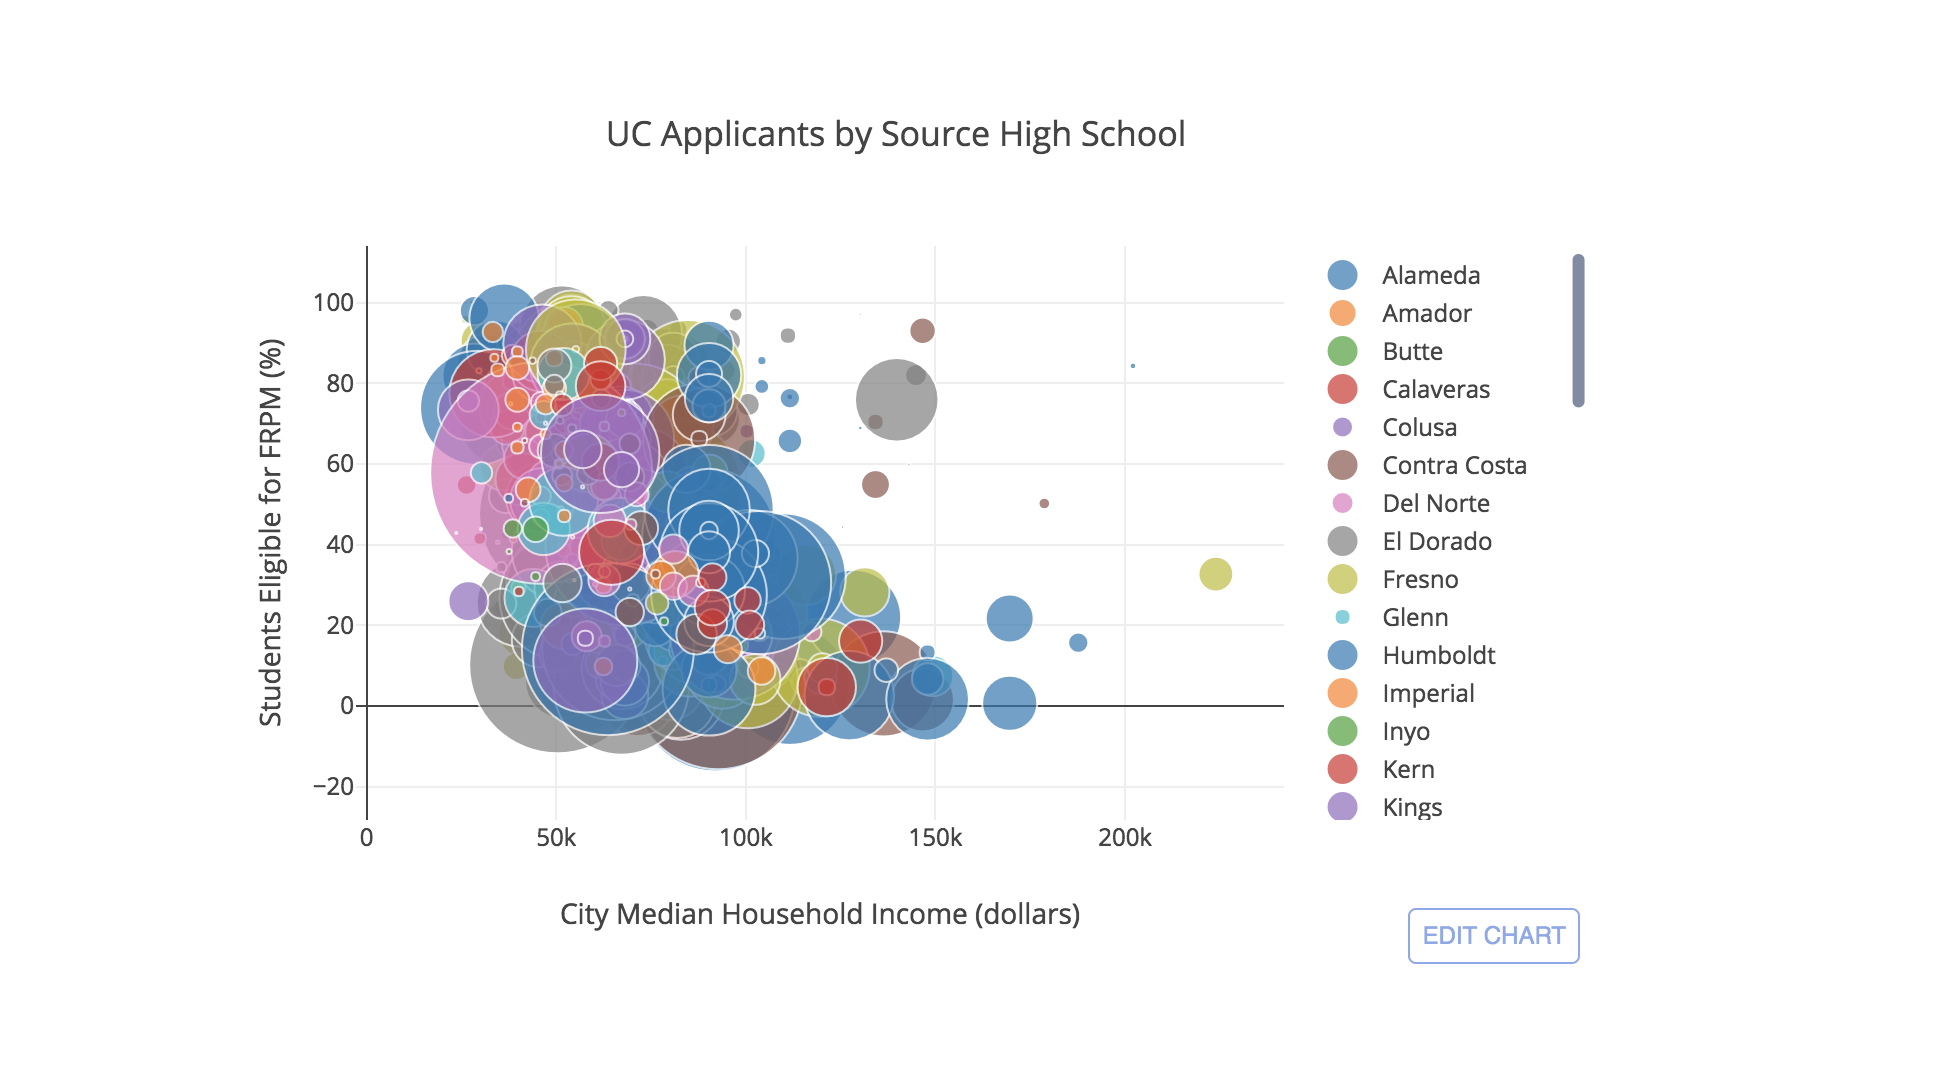 UC Applicants by Source High School
Students Eligible for FRPM (%)
100
80
60
40
20
0
−20
0
50k
100k
150k
200k
City Median Household Income (dollars)
Alameda
Amador
Butte
Calaveras
Colusa
Contra Costa
Del Norte
El Dorado
Fresno
Glenn
Humboldt
Imperial
Inyo
Kern
Kings
EDIT CHART